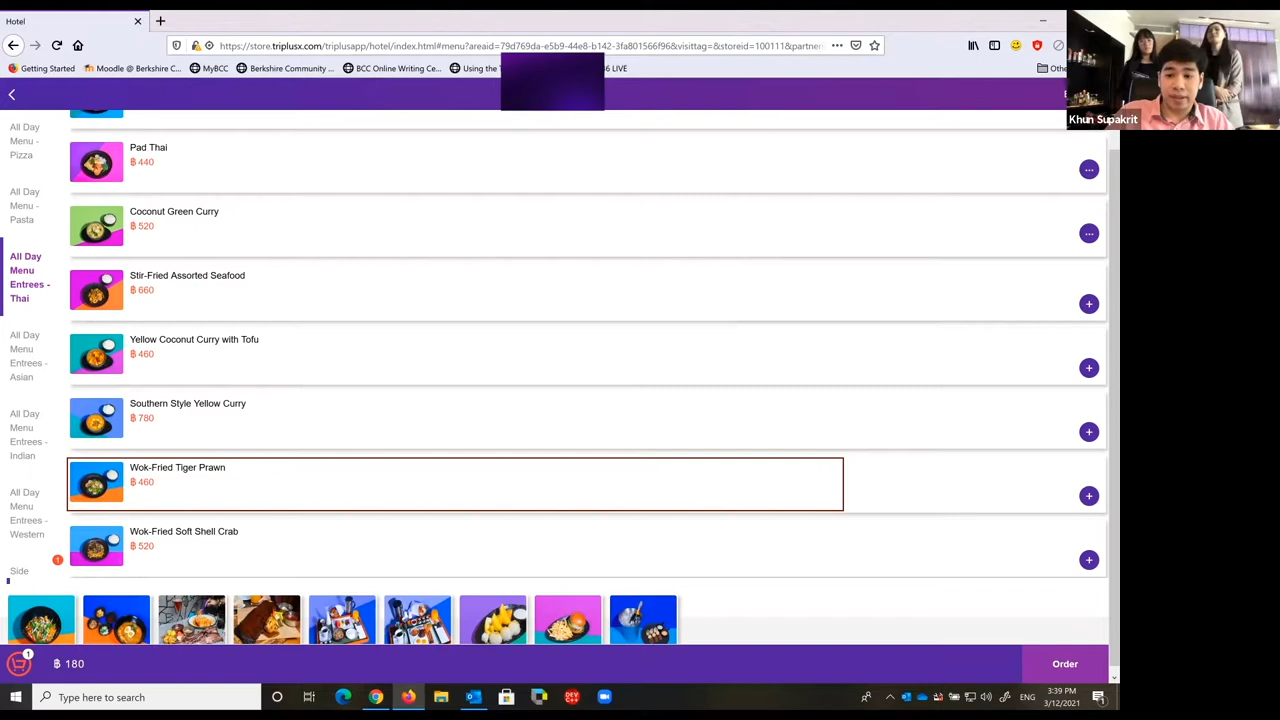 Hotel
https://store.triplusx.com/triplusapp/hotel/index.html#menu?areaid=79d769da-e5b9-44e8-b142-3fa801566f96&visittag=&storeid=100111&partner
Getting Started Moodle @ Berkshire C... MyBCC Berkshire Community ... BCC Online Writing Ce... Using the LIVE Othe
Khun Supakrit
All Day
Menu -
Pizza
All Day
Menu -
Pasta
All Day
Menu
Entrees -
Thai
All Day
Menu
Entrees -
Asian
All Day
Menu
Entrees -
Indian
All Day
Menu
Entrees -
Western
Side
1
Pad Thai
฿ 440
Coconut Green Curry
฿ 520
Stir-Fried Assorted Seafood
฿ 660
Yellow Coconut Curry with Tofu
฿ 460
Southern Style Yellow Curry
฿ 780
Wok-Fried Tiger Prawn
฿ 460
Wok-Fried Soft Shell Crab
฿ 520
1
฿ 180
Order
Type here to search
DEV
C++
ENG
3:39 PM
3/12/2021
1